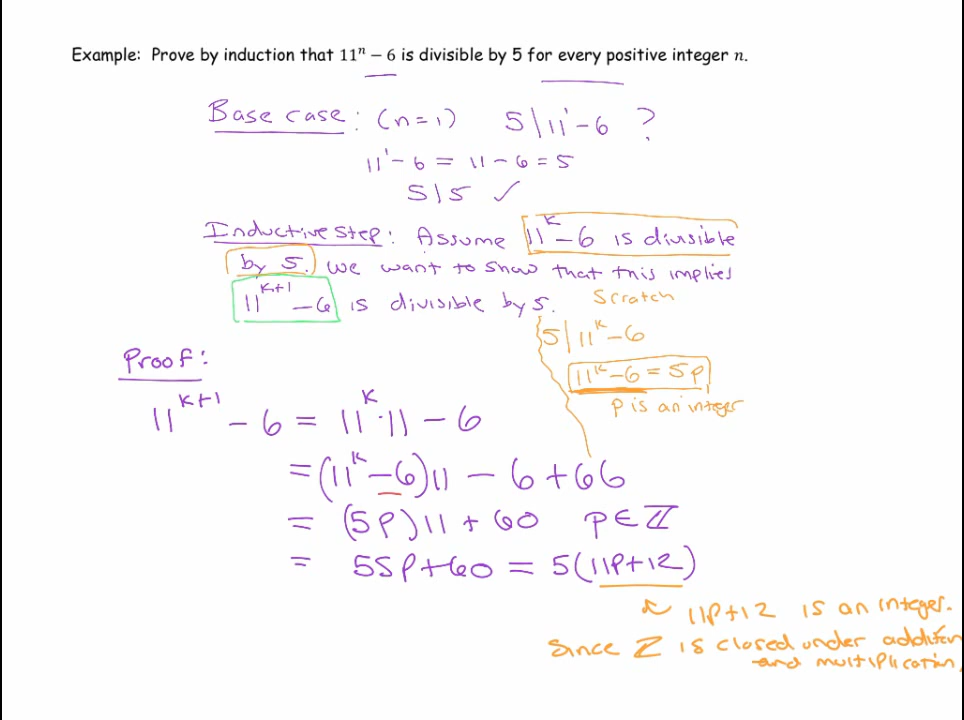 Example: Prove by induction that 11ⁿ – 6 is divisible by 5 for every positive integer n.
Base case: (n=1) 5|11¹-6 ?
11¹-6 = 11-6=5
5|5 ✓
Inductive Step: Assume 11ᵏ-6 is divisible
by 5. We want to show that this implies
11ᵏ⁺¹-6 is divisible by 5.
Scratch
5|11ᵏ-6
11ᵏ-6 = 5p
p is an integer
Proof:
11ᵏ⁺¹ - 6 = 11ᵏ·11 - 6
=(11ᵏ-6)11 - 6 + 66
= (5p)11 + 60 p∈ℤ
= 55p+60 = 5(11p+12)
11p+12 is an integer.
Since ℤ is closed under addition
and multiplication.